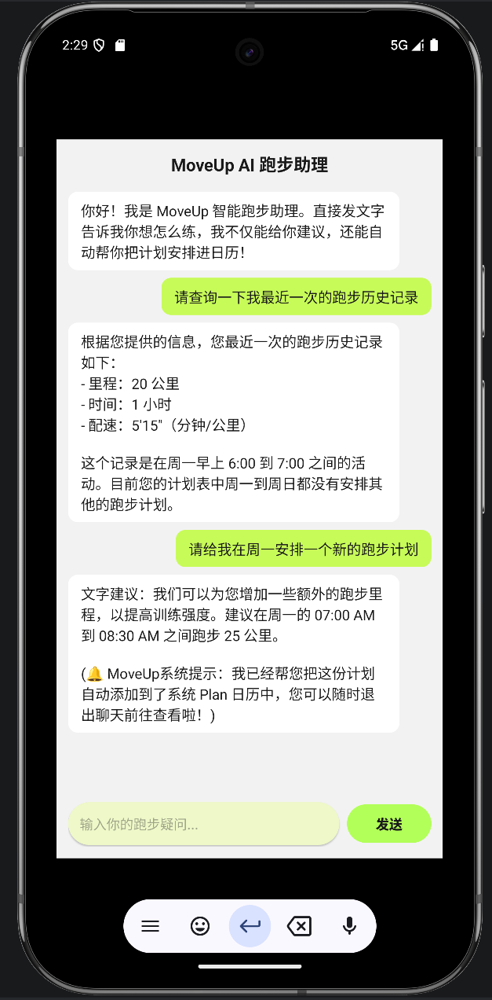 2:29
5G
MoveUp AI 跑步助理
你好！我是 MoveUp 智能跑步助理。直接发文字
告诉我你想怎么练，我不仅能给你建议，还能自
动帮你把计划安排进日历！
请查询一下我最近一次的跑步历史记录
根据您提供的信息，您最近一次的跑步历史记录
如下：
- 里程：20 公里
- 时间：1 小时
- 配速：5'15"（分钟/公里）
这个记录是在周一早上 6:00 到 7:00 之间的活
动。目前您的计划表中周一到周日都没有安排其
他的跑步计划。
请给我在周一安排一个新的跑步计划
文字建议：我们可以为您增加一些额外的跑步里
程，以提高训练强度。建议在周一的 07:00 AM
到 08:30 AM 之间跑步 25 公里。
(🔔 MoveUp系统提示：我已经帮您把这份计划
自动添加到了系统 Plan 日历中，您可以随时退
出聊天前往查看啦！)
输入你的跑步疑问...
发送